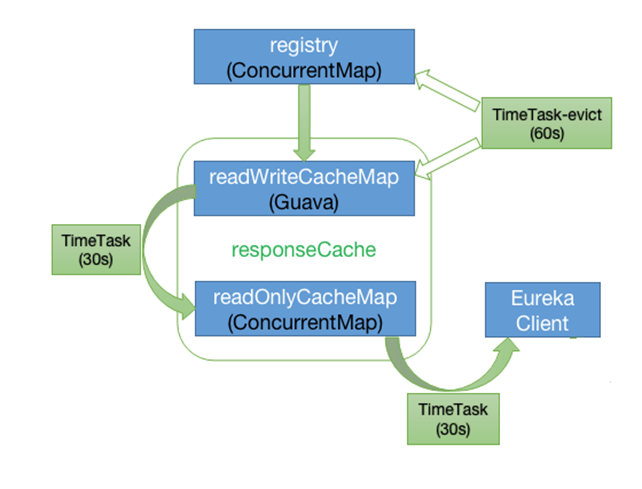 registry
(ConcurrentMap)
TimeTask-evict
(60s)
readWriteCacheMap
(Guava)
TimeTask
(30s)
responseCache
readOnlyCacheMap
(ConcurrentMap)
Eureka
Client
TimeTask
(30s)